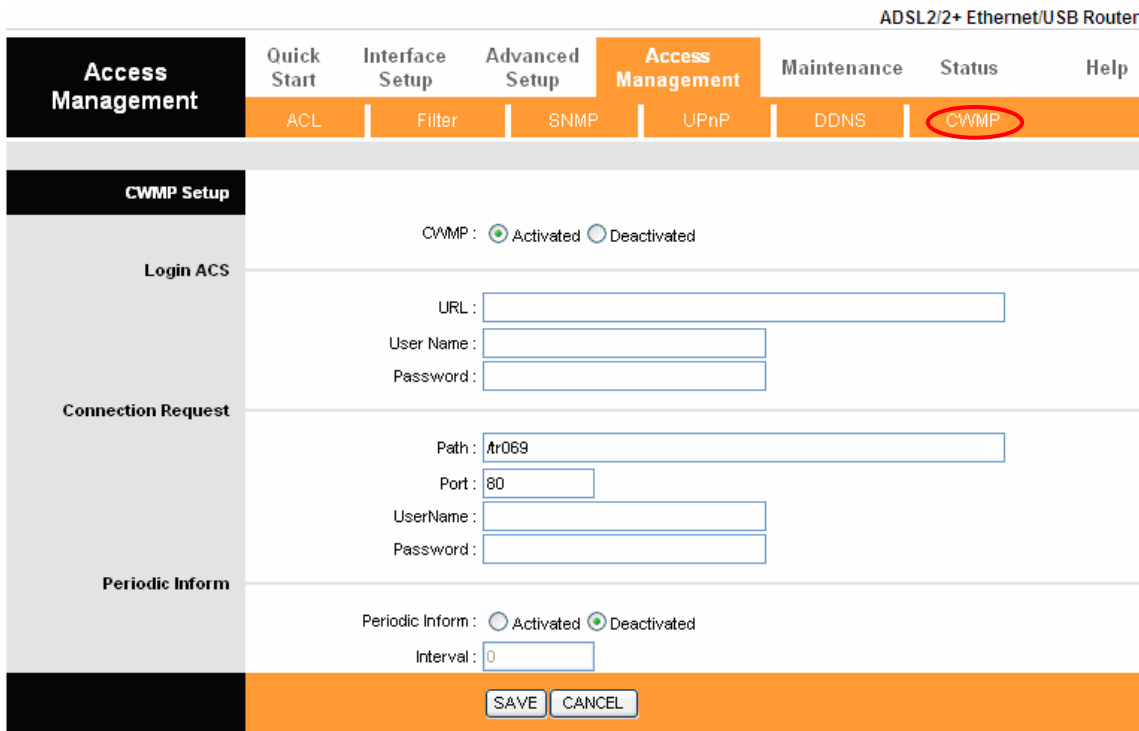 ADSL2/2+ Ethernet/USB Router
Access Management
Quick Start
Interface Setup
Advanced Setup
Access Management
Maintenance
Status
Help
ACL
Filter
SNMP
UPnP
DDNS
CWMP
CWMP Setup
CWMP : Activated Deactivated
Login ACS
URL :
User Name :
Password :
Connection Request
Path : /tr069
Port : 80
UserName :
Password :
Periodic Inform
Periodic Inform : Activated Deactivated
Interval : 0
SAVE CANCEL